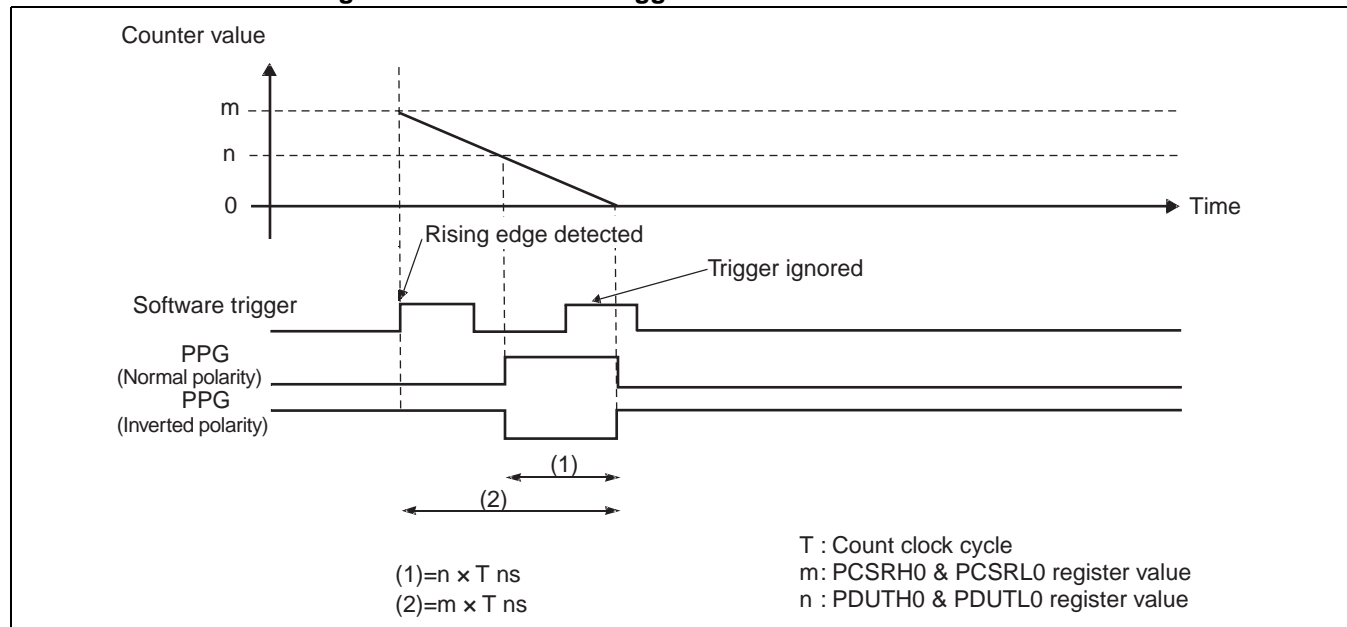 Counter value
m
n
0
Time
Rising edge detected
Trigger ignored
Software trigger
PPG
(Normal polarity)
PPG
(Inverted polarity)
(1)
(2)
(1)=n × T ns
(2)=m × T ns
T : Count clock cycle
m: PCSRH0 & PCSRL0 register value
n : PDUTH0 & PDUTL0 register value